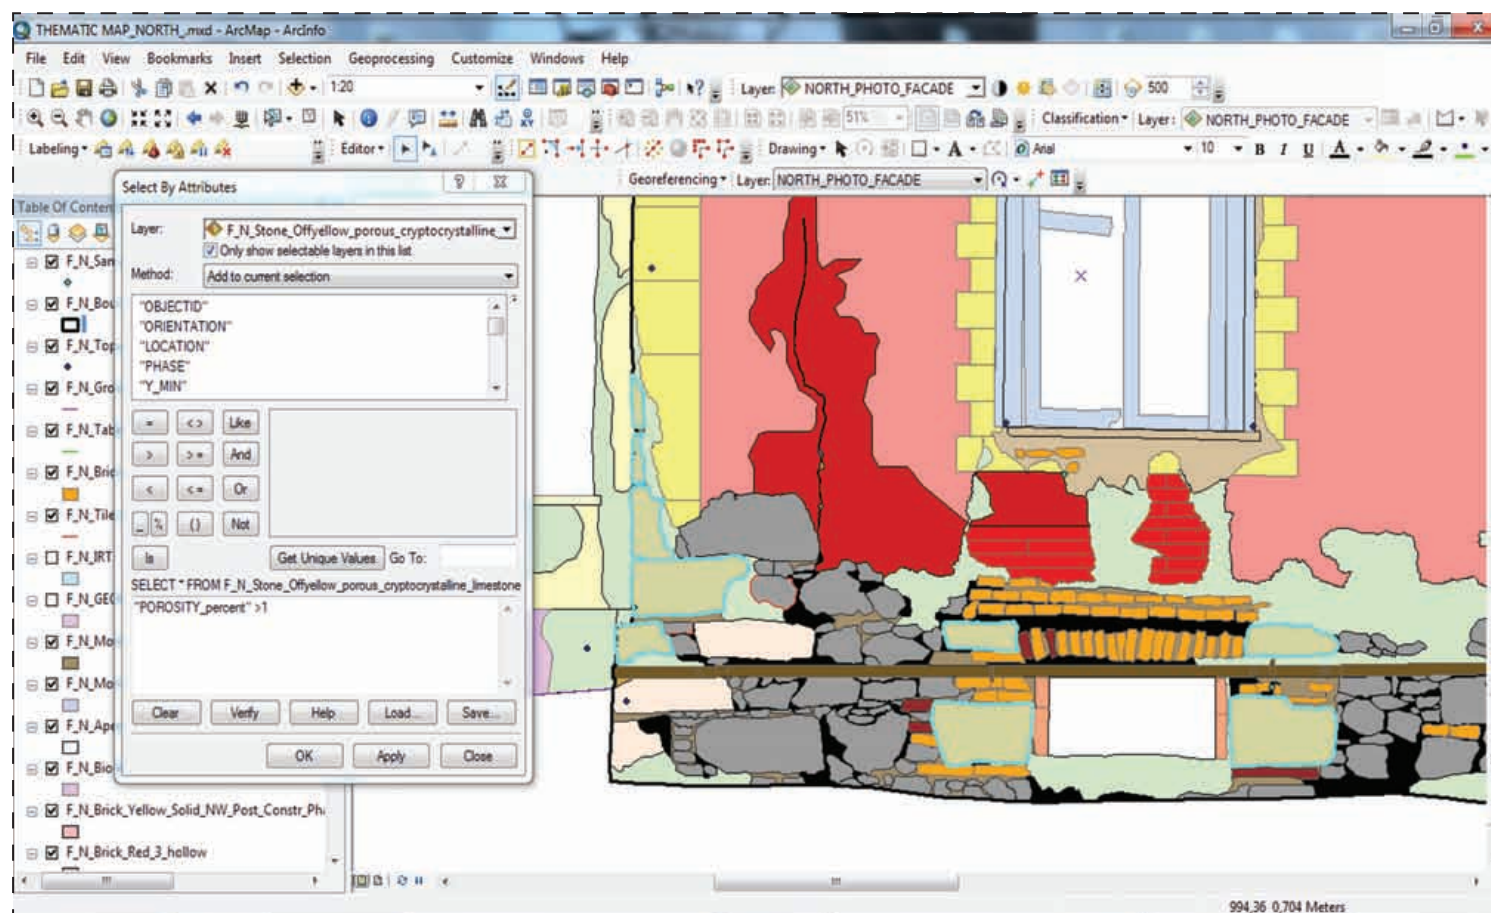 THEMATIC MAP_NORTH_.mxd - ArcMap - ArcInfo
File Edit View Bookmarks Insert Selection Geoprocessing Customize Windows Help
1:20
Layer: NORTH_PHOTO_FACADE 500
51% Classification Layer: NORTH_PHOTO_FACADE
Labeling Editor Drawing A Arial 10 B I U A
Georeferencing Layer: NORTH_PHOTO_FACADE
Select By Attributes
Table Of Conten
Layer: F_N_Stone_Offyellow_porous_cryptocrystalline_
Only show selectable layers in this list
Method: Add to current selection
"OBJECTID"
"ORIENTATION"
"LOCATION"
"PHASE"
"Y_MIN"
= < > Like
> > = And
< < = Or
_ % ( ) Not
Is Get Unique Values Go To:
SELECT * FROM F_N_Stone_Offyellow_porous_cryptocrystalline_limestone
"POROSITY_percent" >1
Clear Verify Help Load... Save...
OK Apply Close
F_N_San
F_N_Bou
F_N_Top
F_N_Gro
F_N_Tab
F_N_Bric
F_N_Tile
F_N_IRT
F_N_GEO
F_N_Mo
F_N_Mo
F_N_Ape
F_N_Bio
F_N_Brick_Yellow_Solid_NW_Post_Constr_Ph
F_N_Brick_Red_3_hollow
994,36 0,704 Meters